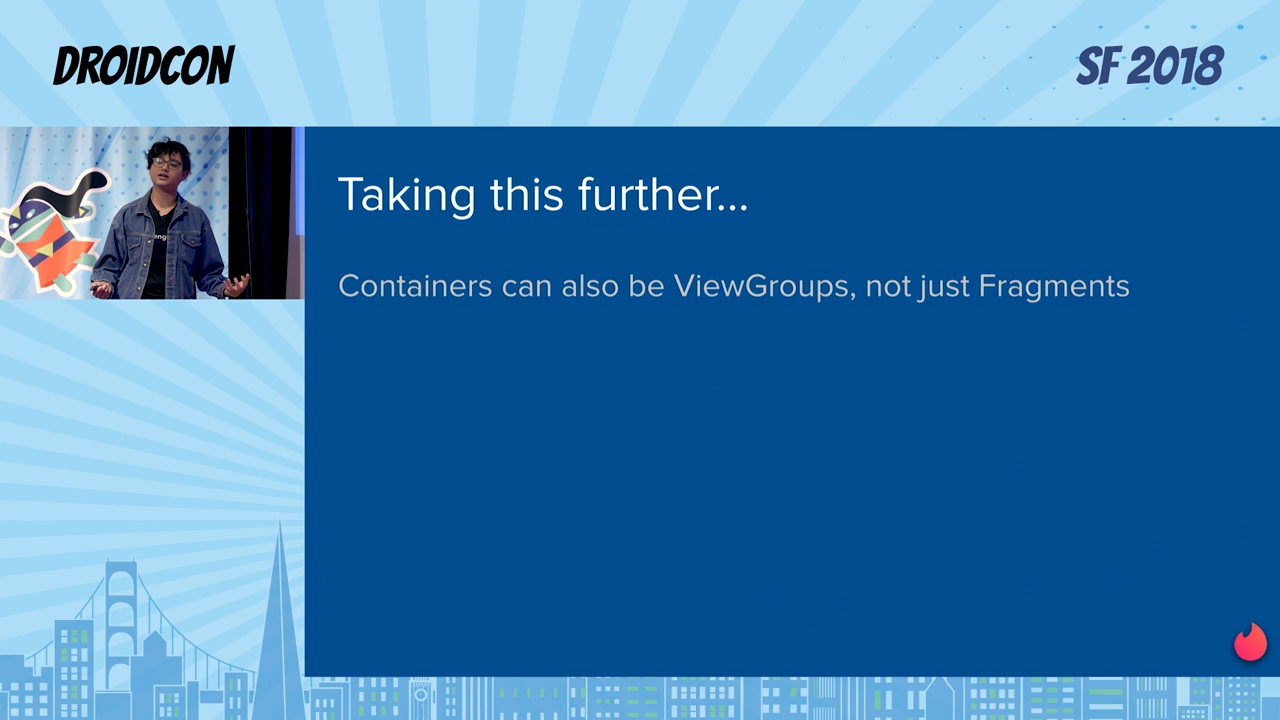 DROIDCON
SF 2018
Taking this further...
Containers can also be ViewGroups, not just Fragments